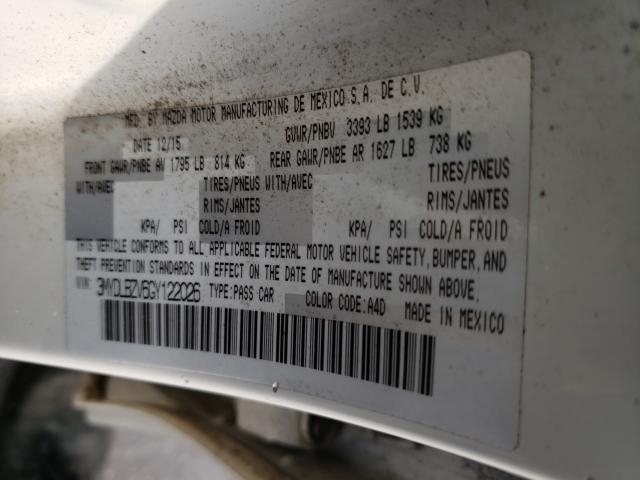 MFD. BY MAZDA MOTOR MANUFACTURING DE MEXICO S.A. DE C.V.
DATE 12/15 GVWR/PNBV 3393 LB 1539 KG
FRONT GAWR/PNBE AV 1795 LB 814 KG REAR GAWR/PNBE AR 1627 LB 738 KG
WITH/AVEC TIRES/PNEUS WITH/AVEC TIRES/PNEUS
RIMS/JANTES RIMS/JANTES
KPA/ PSI COLD/A FROID KPA/ PSI COLD/A FROID
THIS VEHICLE CONFORMS TO ALL APPLICABLE FEDERAL MOTOR VEHICLE SAFETY, BUMPER, AND
THEFT PREVENTION STANDARDS IN EFFECT ON THE DATE OF MANUFACTURE SHOWN ABOVE.
VIN: 3MYDLBZV5GY122026 TYPE:PASS CAR COLOR CODE:A4D MADE IN MEXICO